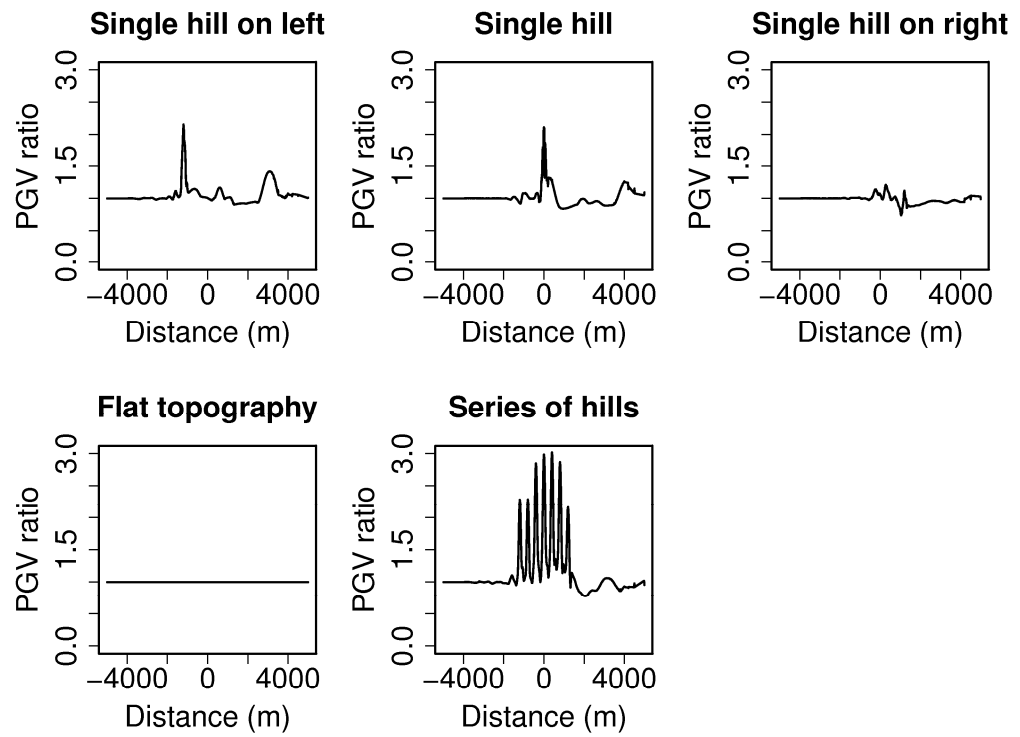 Single hill on left
Single hill
Single hill on right
PGV ratio
0.0 1.5 3.0
−4000 0 4000
Distance (m)
PGV ratio
0.0 1.5 3.0
−4000 0 4000
Distance (m)
PGV ratio
0.0 1.5 3.0
−4000 0 4000
Distance (m)
Flat topography
Series of hills
PGV ratio
0.0 1.5 3.0
−4000 0 4000
Distance (m)
PGV ratio
0.0 1.5 3.0
−4000 0 4000
Distance (m)